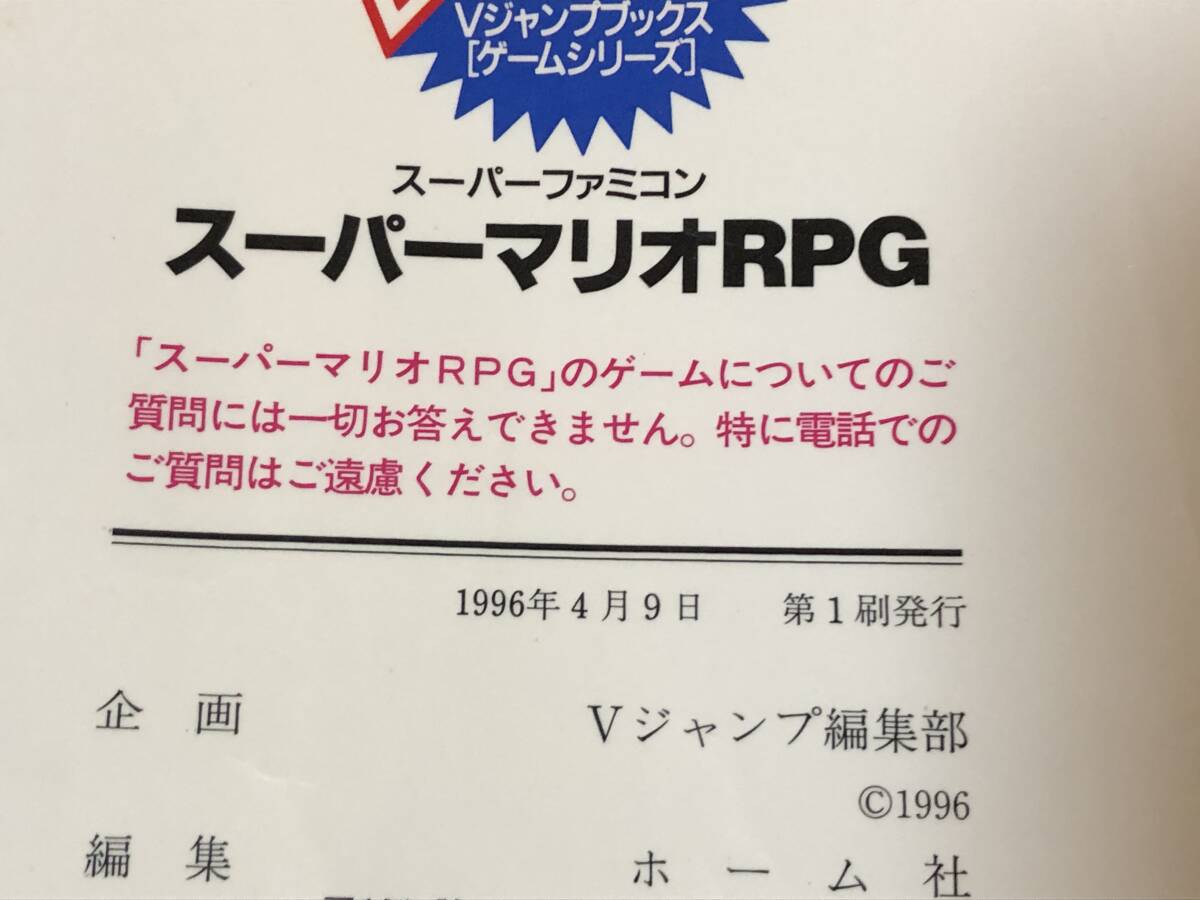 Vジャンプブックス
[ゲームシリーズ]
スーパーファミコン
スーパーマリオRPG
「スーパーマリオRPG」のゲームについてのご
質問には一切お答えできません。特に電話での
ご質問はご遠慮ください。
1996年4月9日 第1刷発行
企画 Vジャンプ編集部
©1996
編集 ホーム社